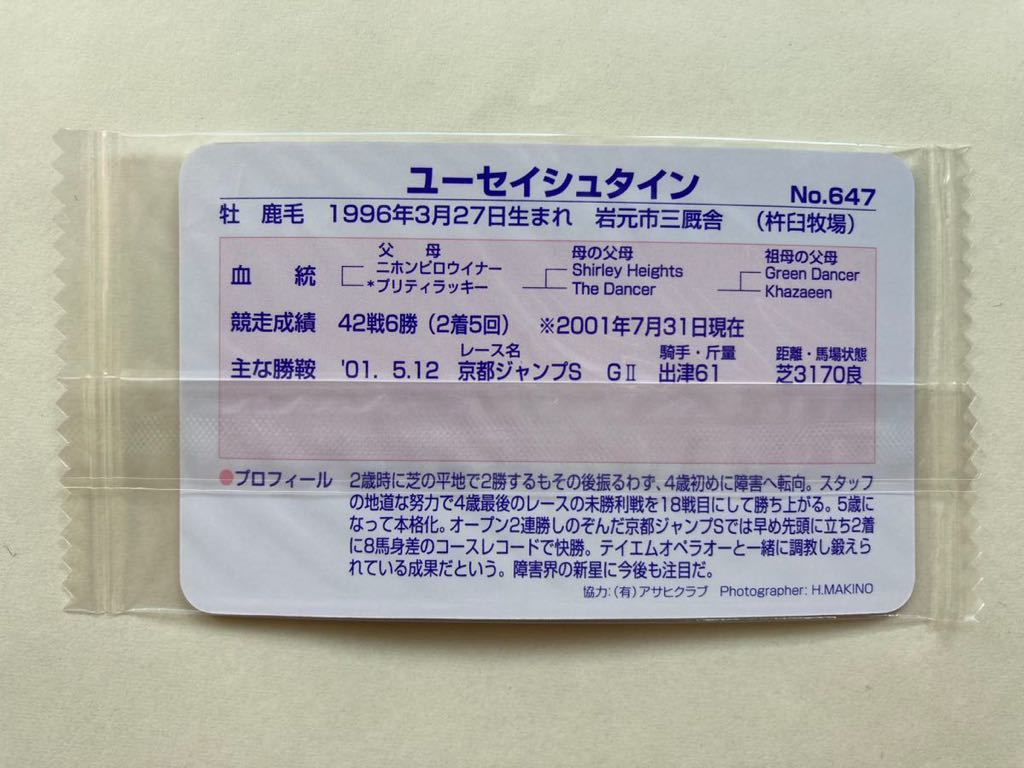 ユーセイシュタイン No.647
牡 鹿毛 1996年3月27日生まれ 岩元市三厩舎 (杵臼牧場)
血統 父母 母の父母 祖母の父母
ニホンピロウイナー Shirley Heights Green Dancer
*プリティラッキー The Dancer Khazaeen
競走成績 42戦6勝(2着5回) ※2001年7月31日現在
レース名 騎手・斤量 距離・馬場状態
主な勝鞍 '01. 5.12 京都ジャンプS GⅡ 出津61 芝3170良
●プロフィール 2歳時に芝の平地で2勝するもその後振るわず、4歳初めに障害へ転向。スタッフ
の地道な努力で4歳最後のレースの未勝利戦を18戦目にして勝ち上がる。5歳に
なって本格化。オープン2連勝しのぞんだ京都ジャンプSでは早め先頭に立ち2着
に8馬身差のコースレコードで快勝。テイエムオペラオーと一緒に調教し鍛えら
れている成果だという。障害界の新星に今後も注目だ。
協力:(有)アサヒクラブ Photographer: H.MAKINO